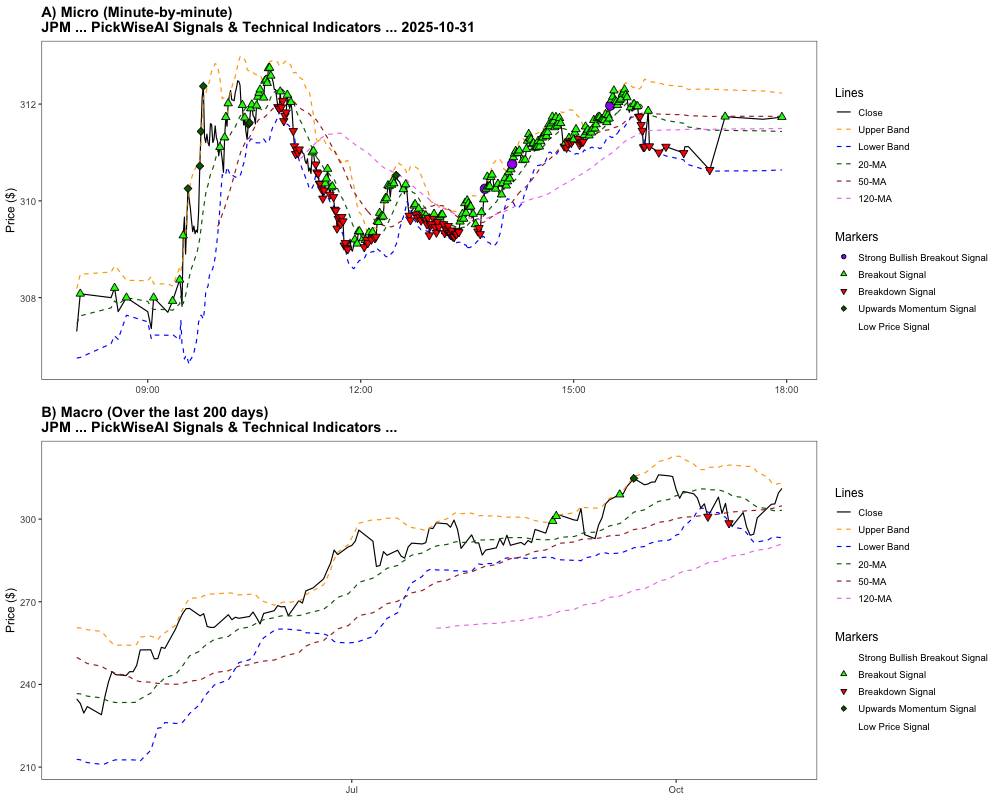 A) Micro (Minute-by-minute)
JPM ... PickWiseAI Signals & Technical Indicators ... 2025-10-31
Price ($)
312
310
308
09:00
12:00
15:00
18:00
Lines
Close
Upper Band
Lower Band
20-MA
50-MA
120-MA
Markers
Strong Bullish Breakout Signal
Breakout Signal
Breakdown Signal
Upwards Momentum Signal
Low Price Signal
B) Macro (Over the last 200 days)
JPM ... PickWiseAI Signals & Technical Indicators ...
Price ($)
300
270
240
210
Jul
Oct
Lines
Close
Upper Band
Lower Band
20-MA
50-MA
120-MA
Markers
Strong Bullish Breakout Signal
Breakout Signal
Breakdown Signal
Upwards Momentum Signal
Low Price Signal